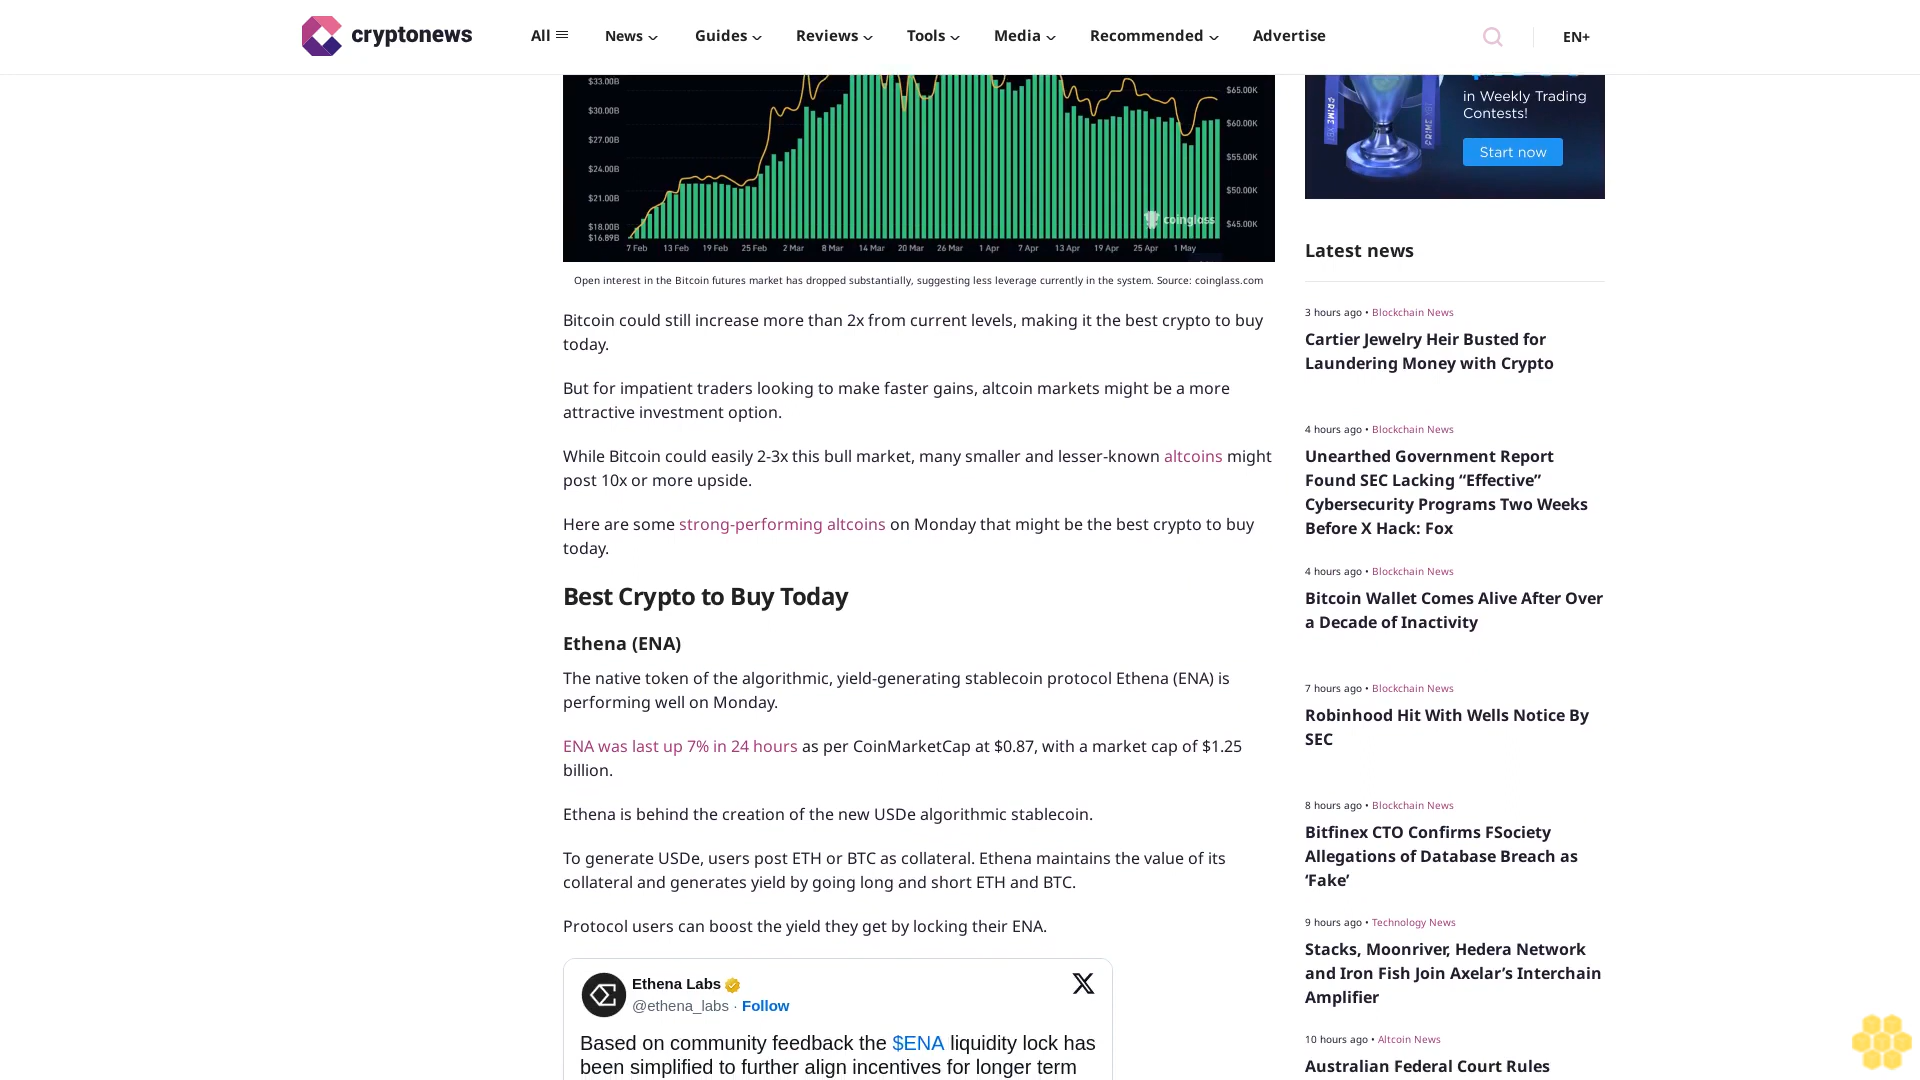 cryptonews
All
News
Guides
Reviews
Tools
Media
Recommended
Advertise
EN+
$33.00B
$30.00B
$27.00B
$24.00B
$21.00B
$18.00B
$16.89B
$65.00K
$60.00K
$55.00K
$50.00K
$45.00K
7 Feb 13 Feb 19 Feb 25 Feb 2 Mar 8 Mar 14 Mar 20 Mar 26 Mar 1 Apr 7 Apr 13 Apr 19 Apr 25 Apr 1 May
coinglass
Open interest in the Bitcoin futures market has dropped substantially, suggesting less leverage currently in the system. Source: coinglass.com
Bitcoin could still increase more than 2x from current levels, making it the best crypto to buy
today.
But for impatient traders looking to make faster gains, altcoin markets might be a more
attractive investment option.
While Bitcoin could easily 2-3x this bull market, many smaller and lesser-known altcoins might
post 10x or more upside.
Here are some strong-performing altcoins on Monday that might be the best crypto to buy
today.
Best Crypto to Buy Today
Ethena (ENA)
The native token of the algorithmic, yield-generating stablecoin protocol Ethena (ENA) is
performing well on Monday.
ENA was last up 7% in 24 hours as per CoinMarketCap at $0.87, with a market cap of $1.25
billion.
Ethena is behind the creation of the new USDe algorithmic stablecoin.
To generate USDe, users post ETH or BTC as collateral. Ethena maintains the value of its
collateral and generates yield by going long and short ETH and BTC.
Protocol users can boost the yield they get by locking their ENA.
Ethena Labs
@ethena_labs · Follow
Based on community feedback the $ENA liquidity lock has
been simplified to further align incentives for longer term
PRIME
in Weekly Trading
Contests!
Start now
Latest news
3 hours ago • Blockchain News
Cartier Jewelry Heir Busted for
Laundering Money with Crypto
4 hours ago • Blockchain News
Unearthed Government Report
Found SEC Lacking “Effective”
Cybersecurity Programs Two Weeks
Before X Hack: Fox
4 hours ago • Blockchain News
Bitcoin Wallet Comes Alive After Over
a Decade of Inactivity
7 hours ago • Blockchain News
Robinhood Hit With Wells Notice By
SEC
8 hours ago • Blockchain News
Bitfinex CTO Confirms FSociety
Allegations of Database Breach as
‘Fake’
9 hours ago • Technology News
Stacks, Moonriver, Hedera Network
and Iron Fish Join Axelar’s Interchain
Amplifier
10 hours ago • Altcoin News
Australian Federal Court Rules